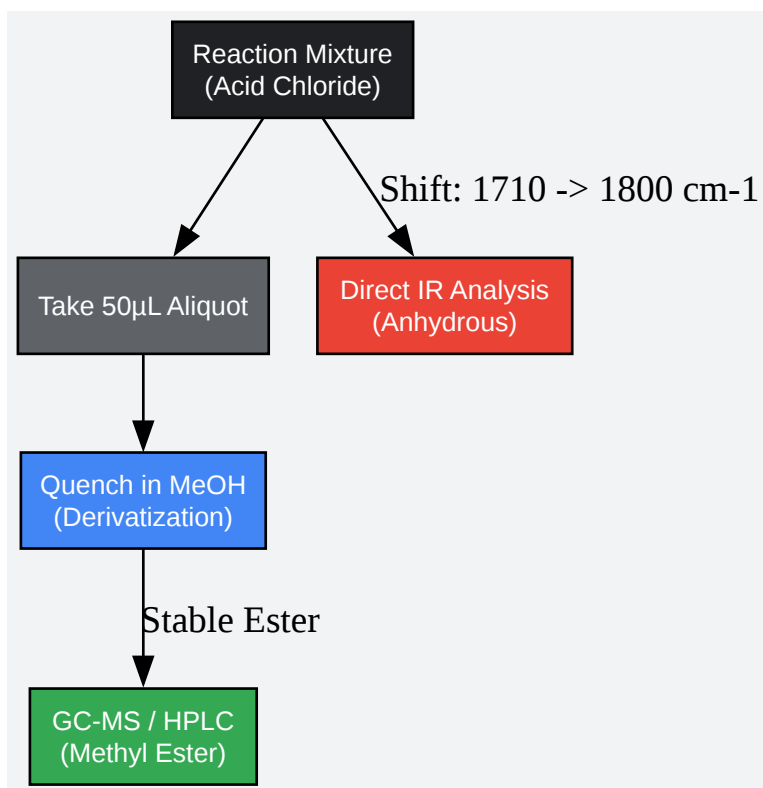 Reaction Mixture
(Acid Chloride)
Shift: 1710 -> 1800 cm-1
Take 50µL Aliquot
Direct IR Analysis
(Anhydrous)
Quench in MeOH
(Derivatization)
Stable Ester
GC-MS / HPLC
(Methyl Ester)